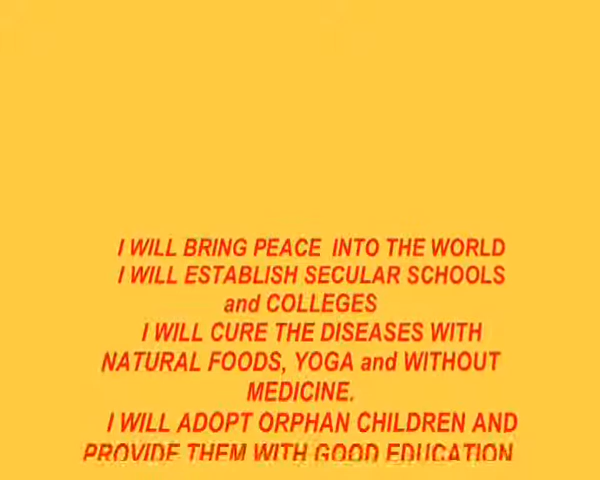 I WILL BRING PEACE INTO THE WORLD
I WILL ESTABLISH SECULAR SCHOOLS
and COLLEGES
I WILL CURE THE DISEASES WITH
NATURAL FOODS, YOGA and WITHOUT
MEDICINE.
I WILL ADOPT ORPHAN CHILDREN AND
PROVIDE THEM WITH GOOD EDUCATION